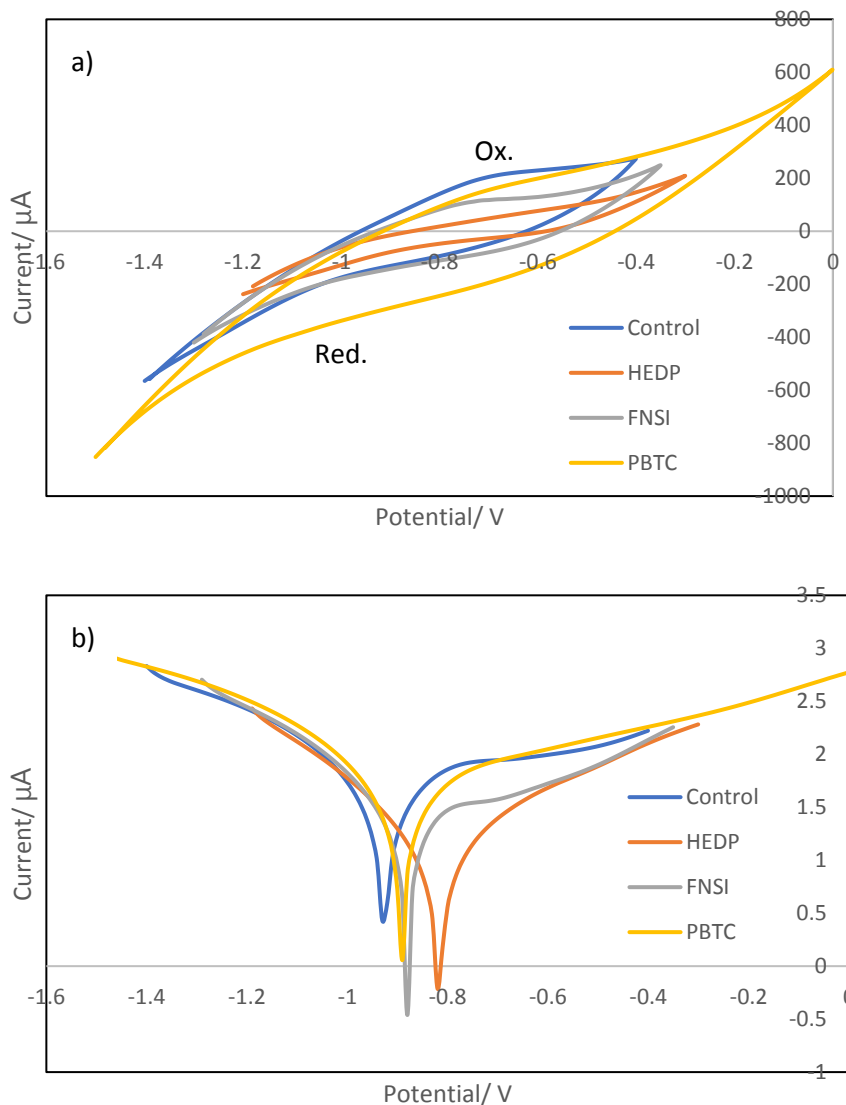 a)
800
600
400
200
0
-200
-400
-600
-800
-1000
-1.6
-1.4
-1.2
-1
-0.8
-0.6
-0.4
-0.2
0
Current/ µA
Potential/ V
Ox.
Red.
Control
HEDP
FNSI
PBTC
b)
3.5
3
2.5
2
1.5
1
0.5
0
-0.5
-1
-1.6
-1.4
-1.2
-1
-0.8
-0.6
-0.4
-0.2
0
Current/ µA
Potential/ V
Control
HEDP
FNSI
PBTC